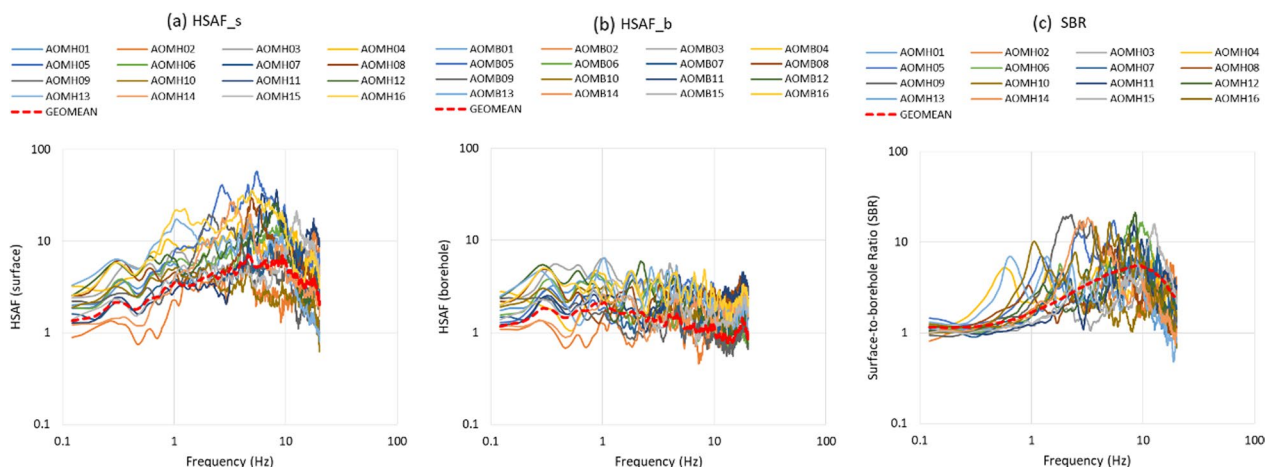 (a) HSAF_s
AOMH01 AOMH02 AOMH03 AOMH04
AOMH05 AOMH06 AOMH07 AOMH08
AOMH09 AOMH10 AOMH11 AOMH12
AOMH13 AOMH14 AOMH15 AOMH16
GEOMEAN
HSAF (surface)
100
10
1
0.1
0.1 1 10 100
Frequency (Hz)
(b) HSAF_b
AOMB01 AOMB02 AOMB03 AOMB04
AOMB05 AOMB06 AOMB07 AOMB08
AOMB09 AOMB10 AOMB11 AOMB12
AOMB13 AOMB14 AOMB15 AOMB16
GEOMEAN
HSAF (borehole)
100
10
1
0.1
0.1 1 10 100
Frequency (Hz)
(c) SBR
AOMH01 AOMH02 AOMH03 AOMH04
AOMH05 AOMH06 AOMH07 AOMH08
AOMH09 AOMH10 AOMH11 AOMH12
AOMH13 AOMH14 AOMH15 AOMH16
GEOMEAN
Surface-to-borehole Ratio (SBR)
100
10
1
0.1
0.1 1 10 100
Frequency (Hz)